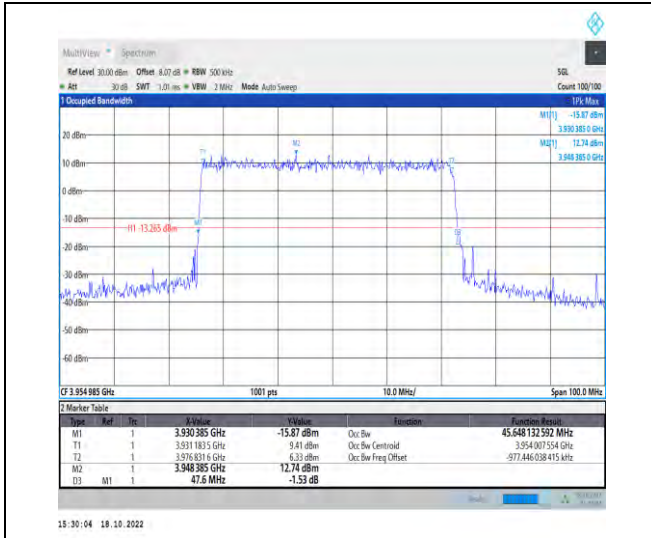 MultiView Spectrum
Ref Level 30.00 dBm Offset 8.07 dB RBW 500 kHz SGL
Att 30 dB SWT 1.01 ms VBW 2 MHz Mode Auto Sweep Count 100/100
1 Occupied Bandwidth 1Pk Max
M1[1] -15.87 dBm
3.930 385 0 GHz
20 dBm M2 M2[1] 12.74 dBm
3.948 385 0 GHz
T1 T2
10 dBm
0 dBm
-10 dBm
H1 -13.265 dBm M1
D3
-20 dBm
-30 dBm
-40 dBm
-50 dBm
-60 dBm
CF 3.954 985 GHz 1001 pts 10.0 MHz/ Span 100.0 MHz
2 Marker Table
Type Ref Trc X-Value Y-Value Function Function Result
M1 1 3.930 385 GHz -15.87 dBm Occ Bw 45.648 132 592 MHz
T1 1 3.931 183 5 GHz 9.41 dBm Occ Bw Centroid 3.954 007 554 GHz
T2 1 3.976 831 6 GHz 6.33 dBm Occ Bw Freq Offset -977.446 038 415 kHz
M2 1 3.948 385 GHz 12.74 dBm
D3 M1 1 47.6 MHz -1.53 dB
15:30:04 18.10.2022